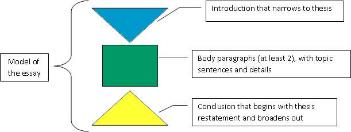 Introduction that narrows to thesis
Model of
the essay
Body paragraphs (at least 2), with topic
sentences and details
Conclusion that begins with thesis
restatement and broadens out